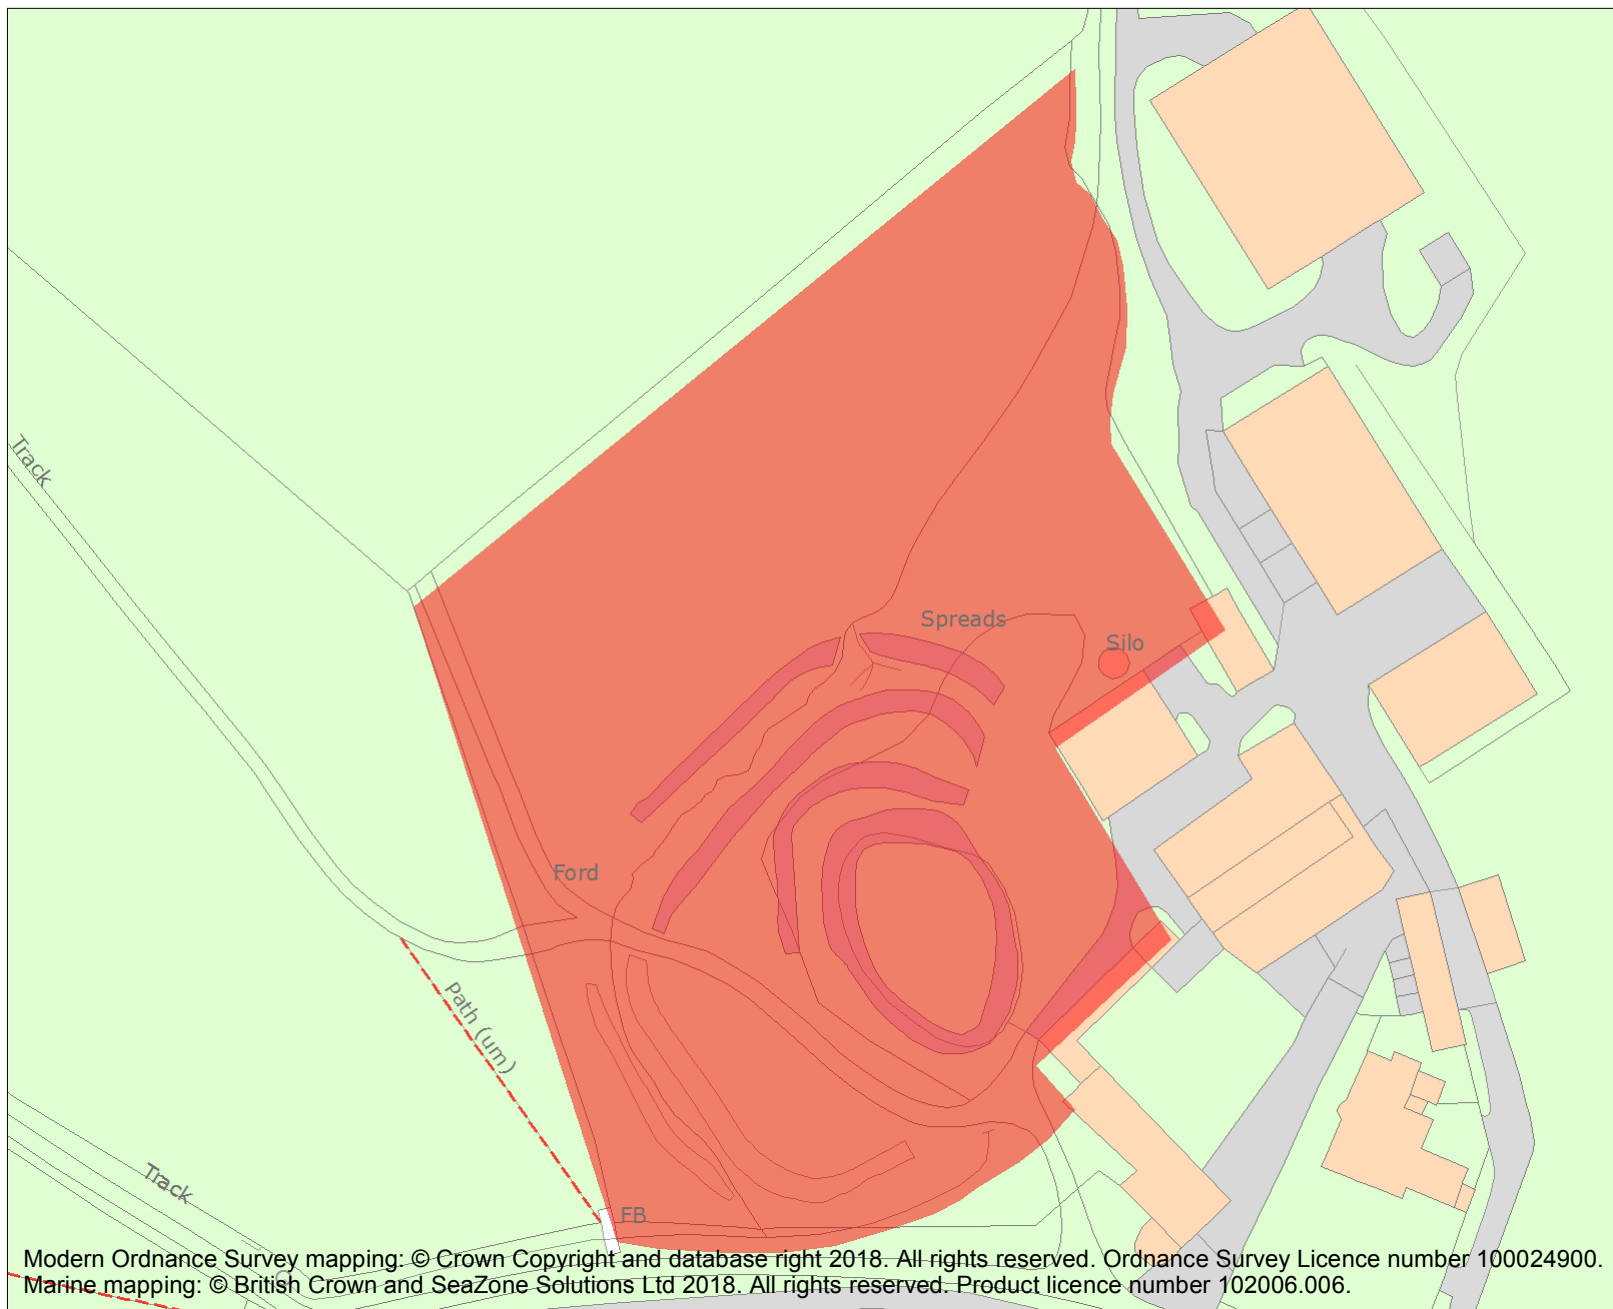 Track
Spreads
Silo
Ford
Path (um)
Track
FB
Modern Ordnance Survey mapping: © Crown Copyright and database right 2018. All rights reserved. Ordnance Survey Licence number 100024900.
Marine mapping: © British Crown and SeaZone Solutions Ltd 2018. All rights reserved. Product licence number 102006.006.